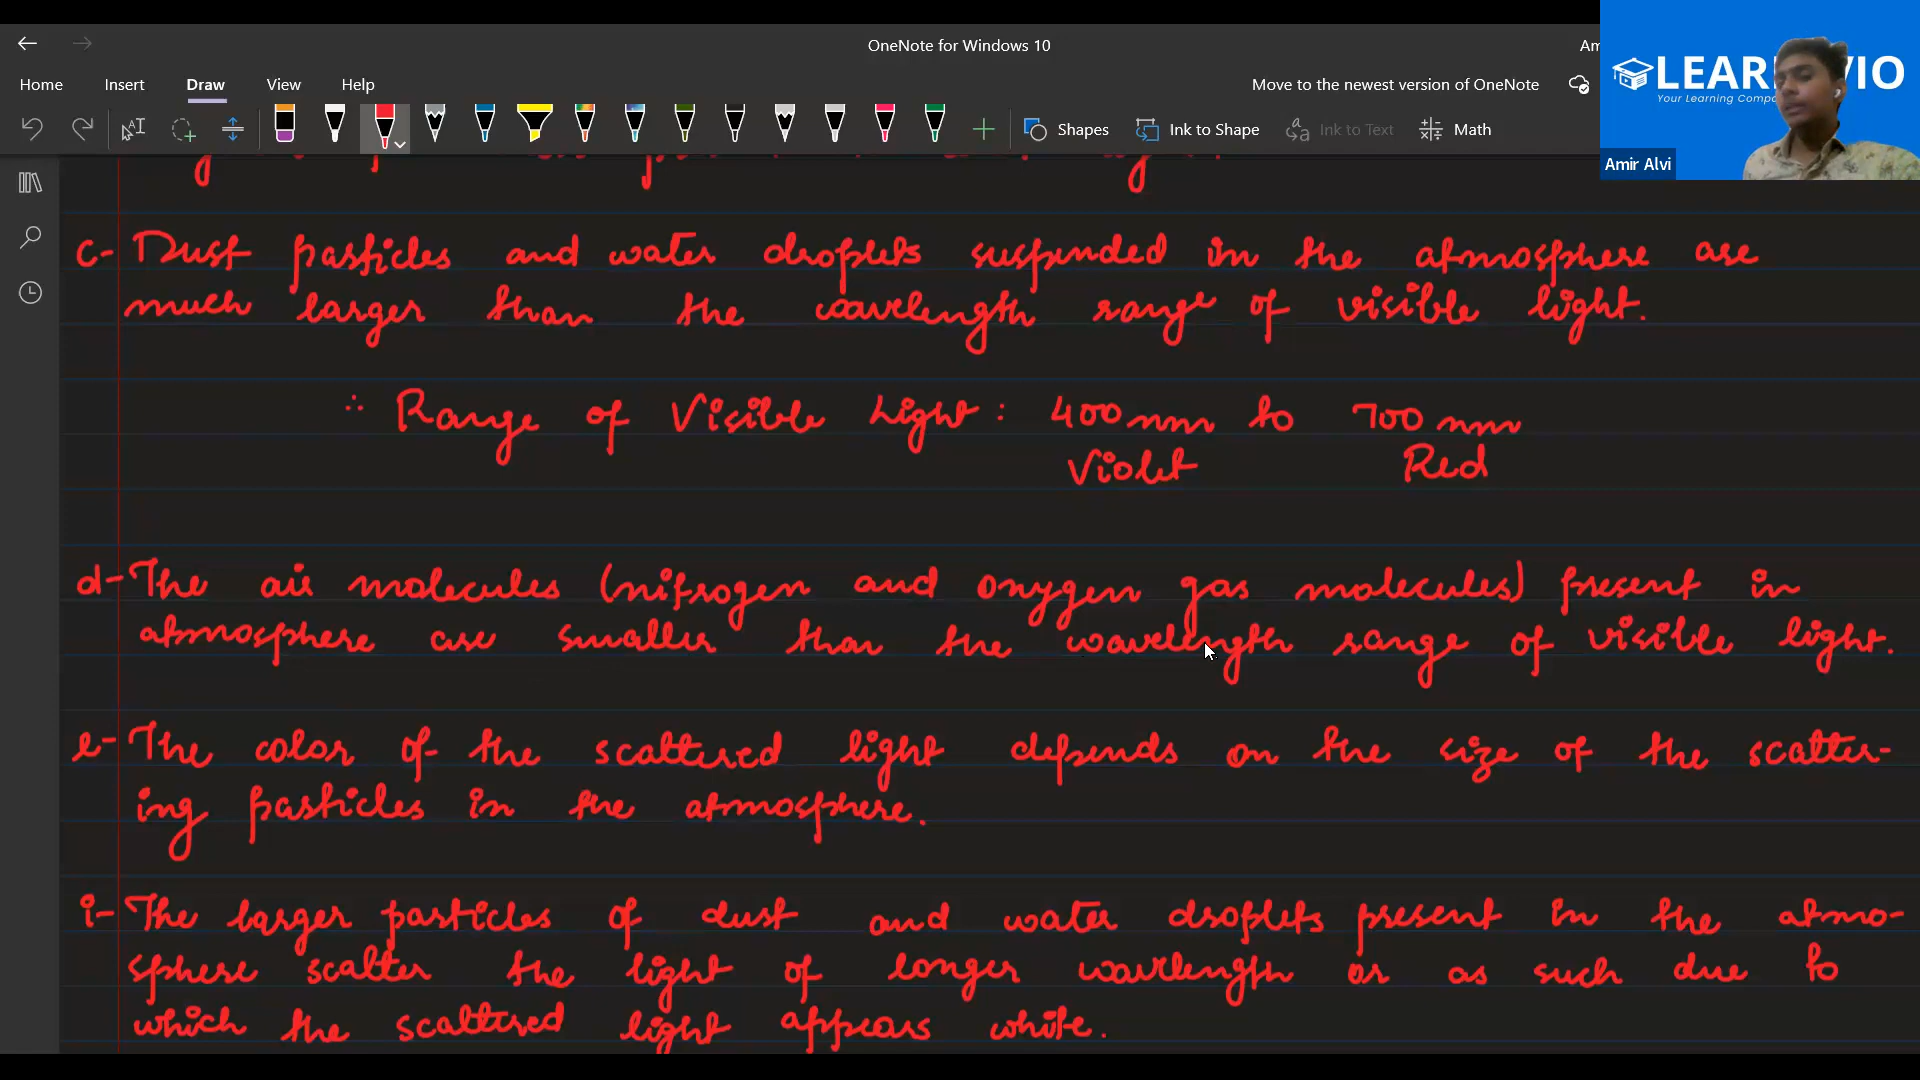 OneNote for Windows 10
Am
Home Insert Draw View Help
Move to the newest version of OneNote
LEAR VIO
Your Learning Compa
Shapes Ink to Shape Ink to Text Math
Amir Alvi
c- Dust particles and water droplets suspended in the atmosphere are
much larger than the wavelength range of visible light.
∴ Range of Visible Light: 400 nm to 700 nm
Violet Red
d- The air molecules (nitrogen and oxygen gas molecules) present in
atmosphere are smaller than the wavelength range of visible light.
e- The color of the scattered light depends on the size of the scatter-
ing particles in the atmosphere.
i- The larger particles of dust and water droplets present in the atmo-
sphere scatter the light of longer wavelength or as such due to
which the scattered light appears white.